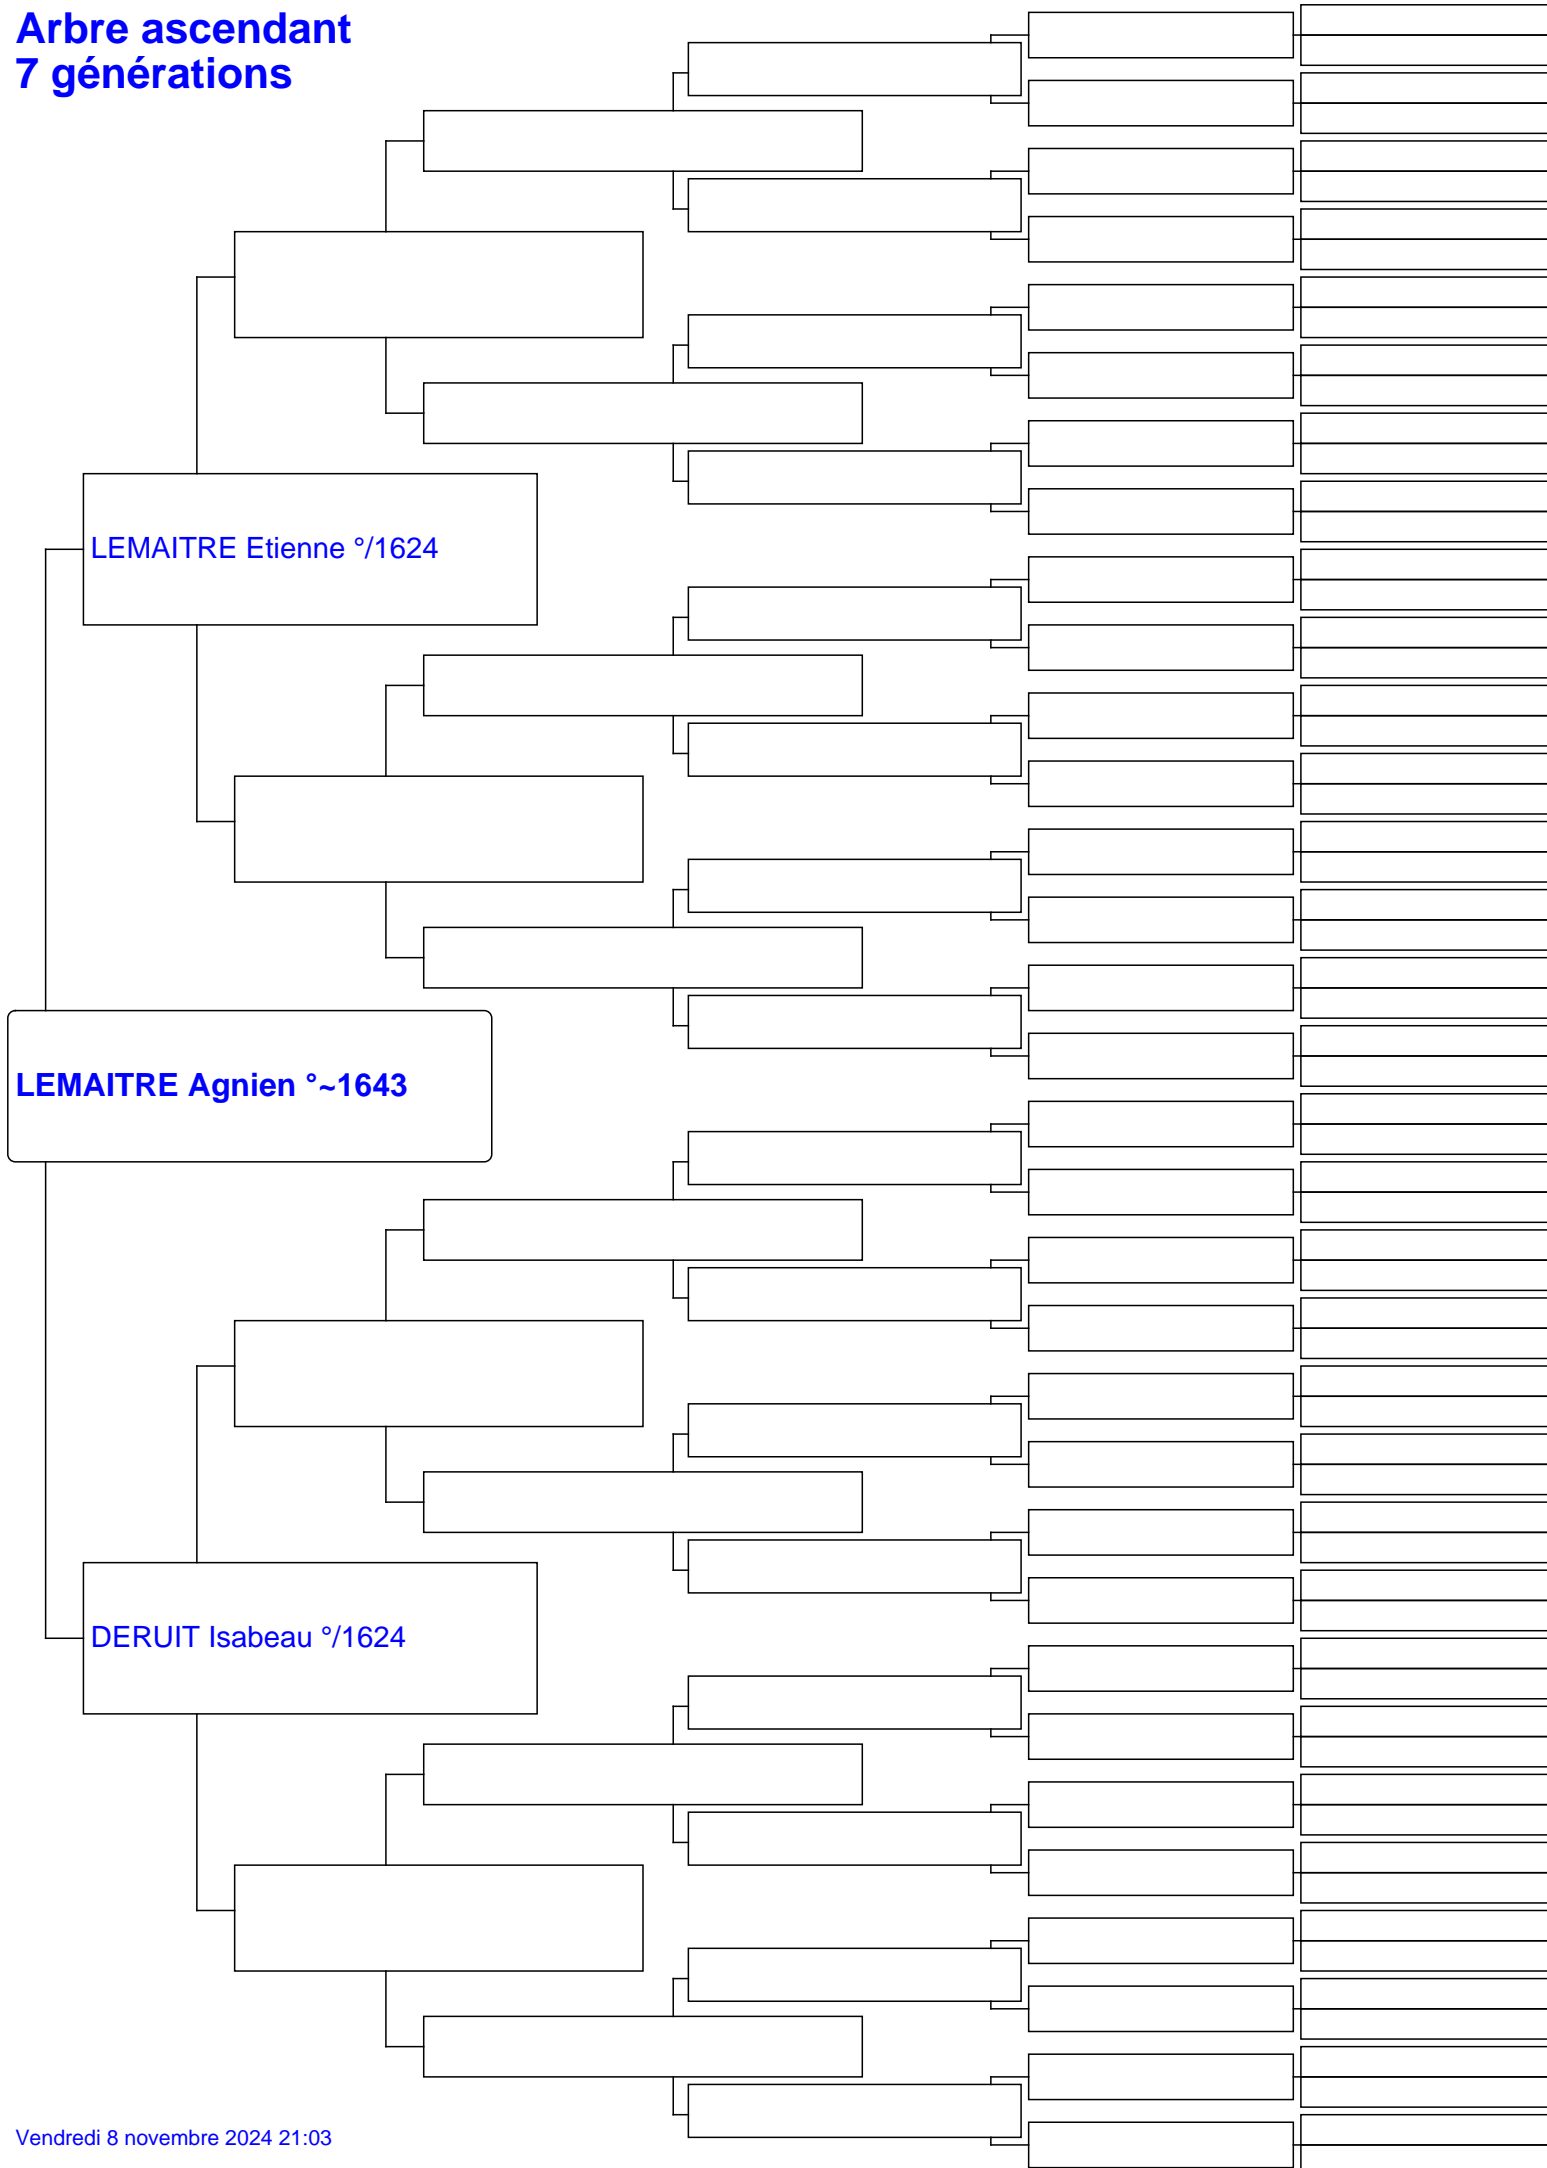 Arbre ascendant
7 générations
LEMAITRE Etienne °/1624
LEMAITRE Agnien °~1643
DERUIT Isabeau °/1624
Vendredi 8 novembre 2024 21:03